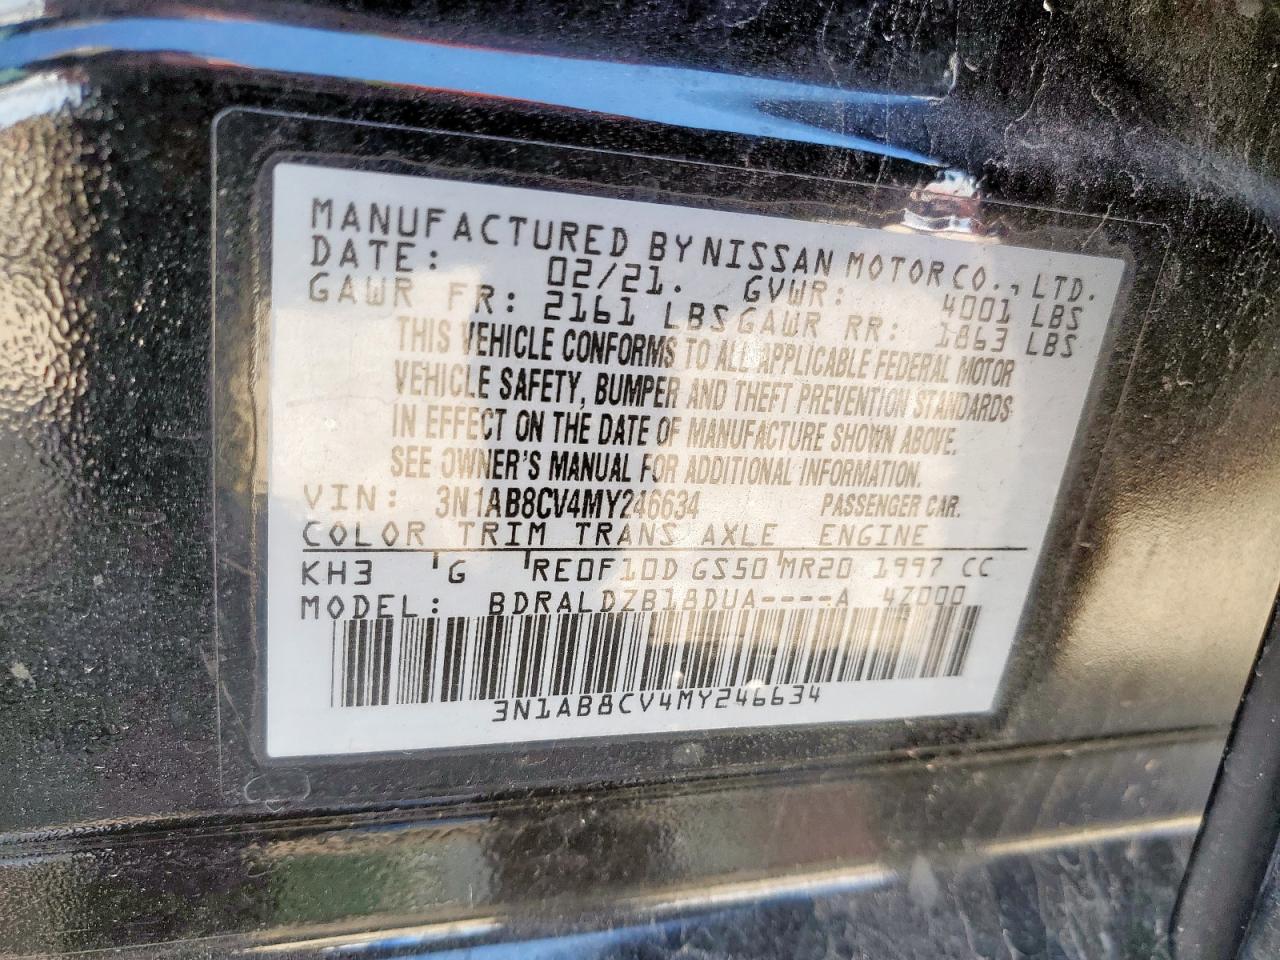 MANUFACTURED BY NISSAN MOTOR CO., LTD.
DATE: 02/21. GVWR: 4001 LBS
GAWR FR: 2161 LBS GAWR RR: 1863 LBS
THIS VEHICLE CONFORMS TO ALL APPLICABLE FEDERAL MOTOR
VEHICLE SAFETY, BUMPER AND THEFT PREVENTION STANDARDS
IN EFFECT ON THE DATE OF MANUFACTURE SHOWN ABOVE.
SEE OWNER'S MANUAL FOR ADDITIONAL INFORMATION.
VIN: 3N1AB8CV4MY246634 PASSENGER CAR.
COLOR TRIM TRANS AXLE ENGINE
KH3 'G 'RE0F10D GS50 'MR20 1997 CC
MODEL: BDRALDZB18DUA----A 4Z000
3N1AB8CV4MY246634